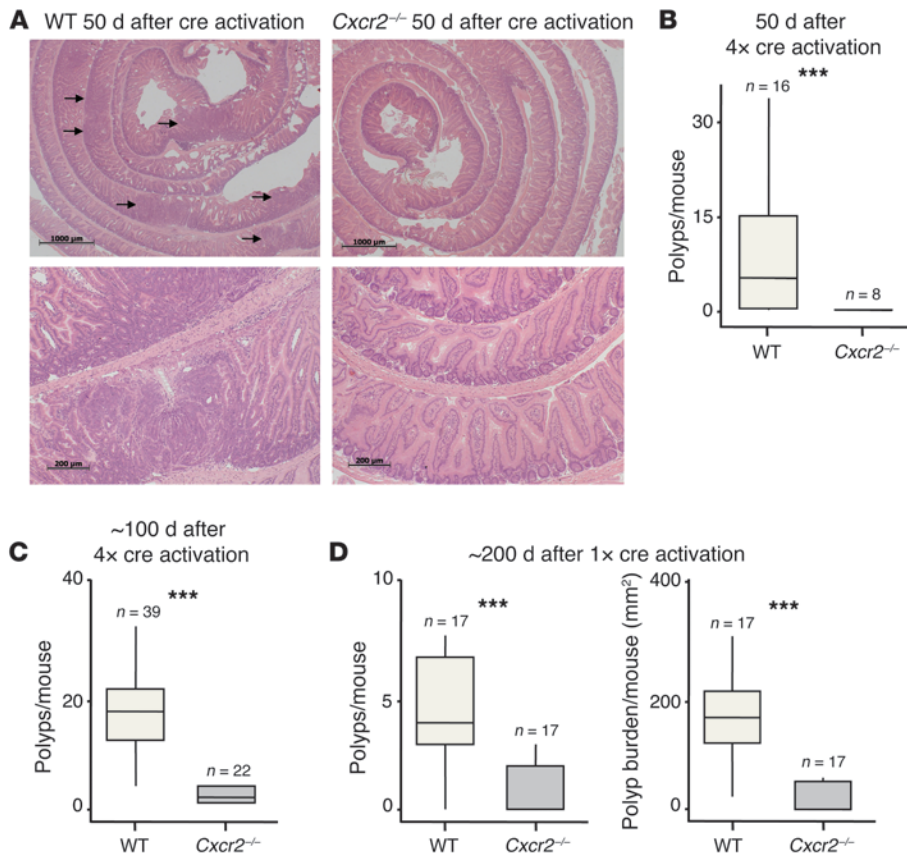 A
WT 50 d after cre activation
Cxcr2–/– 50 d after cre activation
1000 µm
1000 µm
200 µm
200 µm
B
50 d after
4× cre activation
***
n = 16
n = 8
30
15
0
Polyps/mouse
WT
Cxcr2–/–
C
~100 d after
4× cre activation
***
n = 39
n = 22
40
20
0
Polyps/mouse
WT
Cxcr2–/–
D
~200 d after 1× cre activation
***
n = 17
n = 17
10
5
0
Polyps/mouse
WT
Cxcr2–/–
***
n = 17
n = 17
400
200
0
Polyp burden/mouse (mm²)
WT
Cxcr2–/–